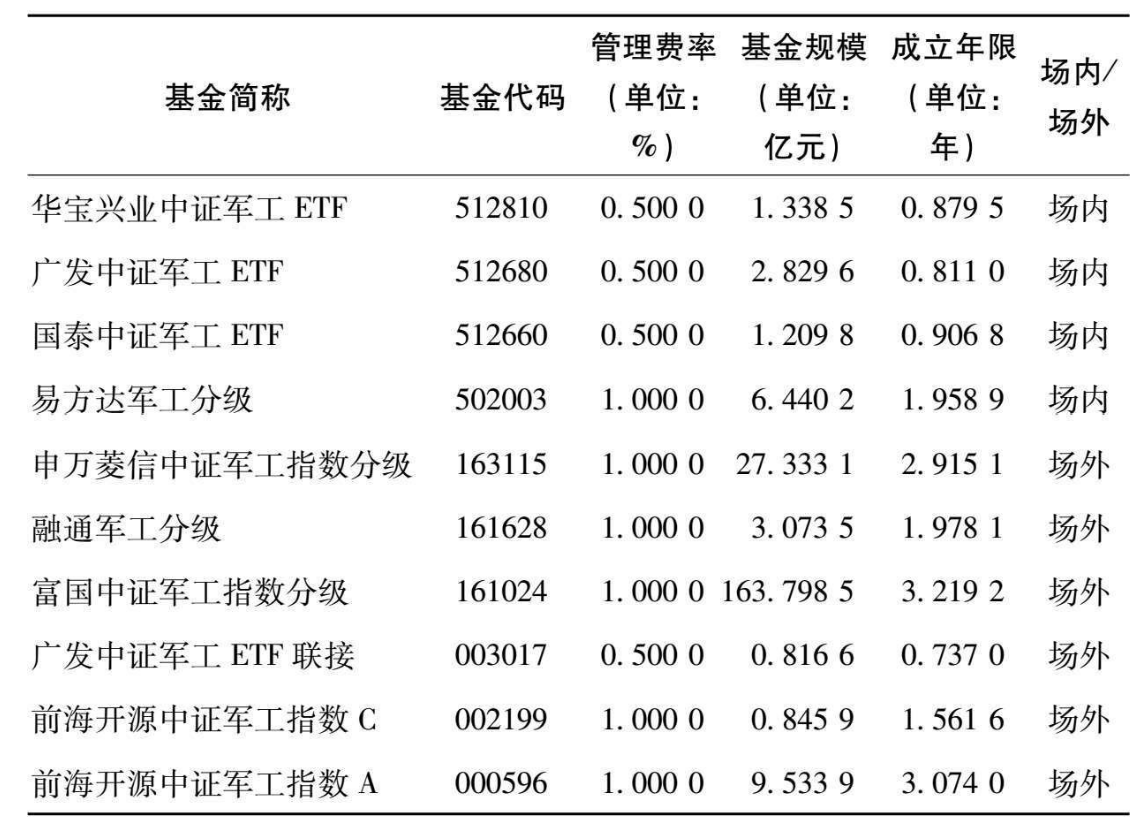 基金简称 基金代码 管理费率(单位:%) 基金规模(单位:亿元) 成立年限(单位:年) 场内/场外
华宝兴业中证军工 ETF 512810 0.500 0 1.338 5 0.879 5 场内
广发中证军工 ETF 512680 0.500 0 2.829 6 0.811 0 场内
国泰中证军工 ETF 512660 0.500 0 1.209 8 0.906 8 场内
易方达军工分级 502003 1.000 0 6.440 2 1.958 9 场内
申万菱信中证军工指数分级 163115 1.000 0 27.333 1 2.915 1 场外
融通军工分级 161628 1.000 0 3.073 5 1.978 1 场外
富国中证军工指数分级 161024 1.000 0 163.798 5 3.219 2 场外
广发中证军工 ETF 联接 003017 0.500 0 0.816 6 0.737 0 场外
前海开源中证军工指数 C 002199 1.000 0 0.845 9 1.561 6 场外
前海开源中证军工指数 A 000596 1.000 0 9.533 9 3.074 0 场外